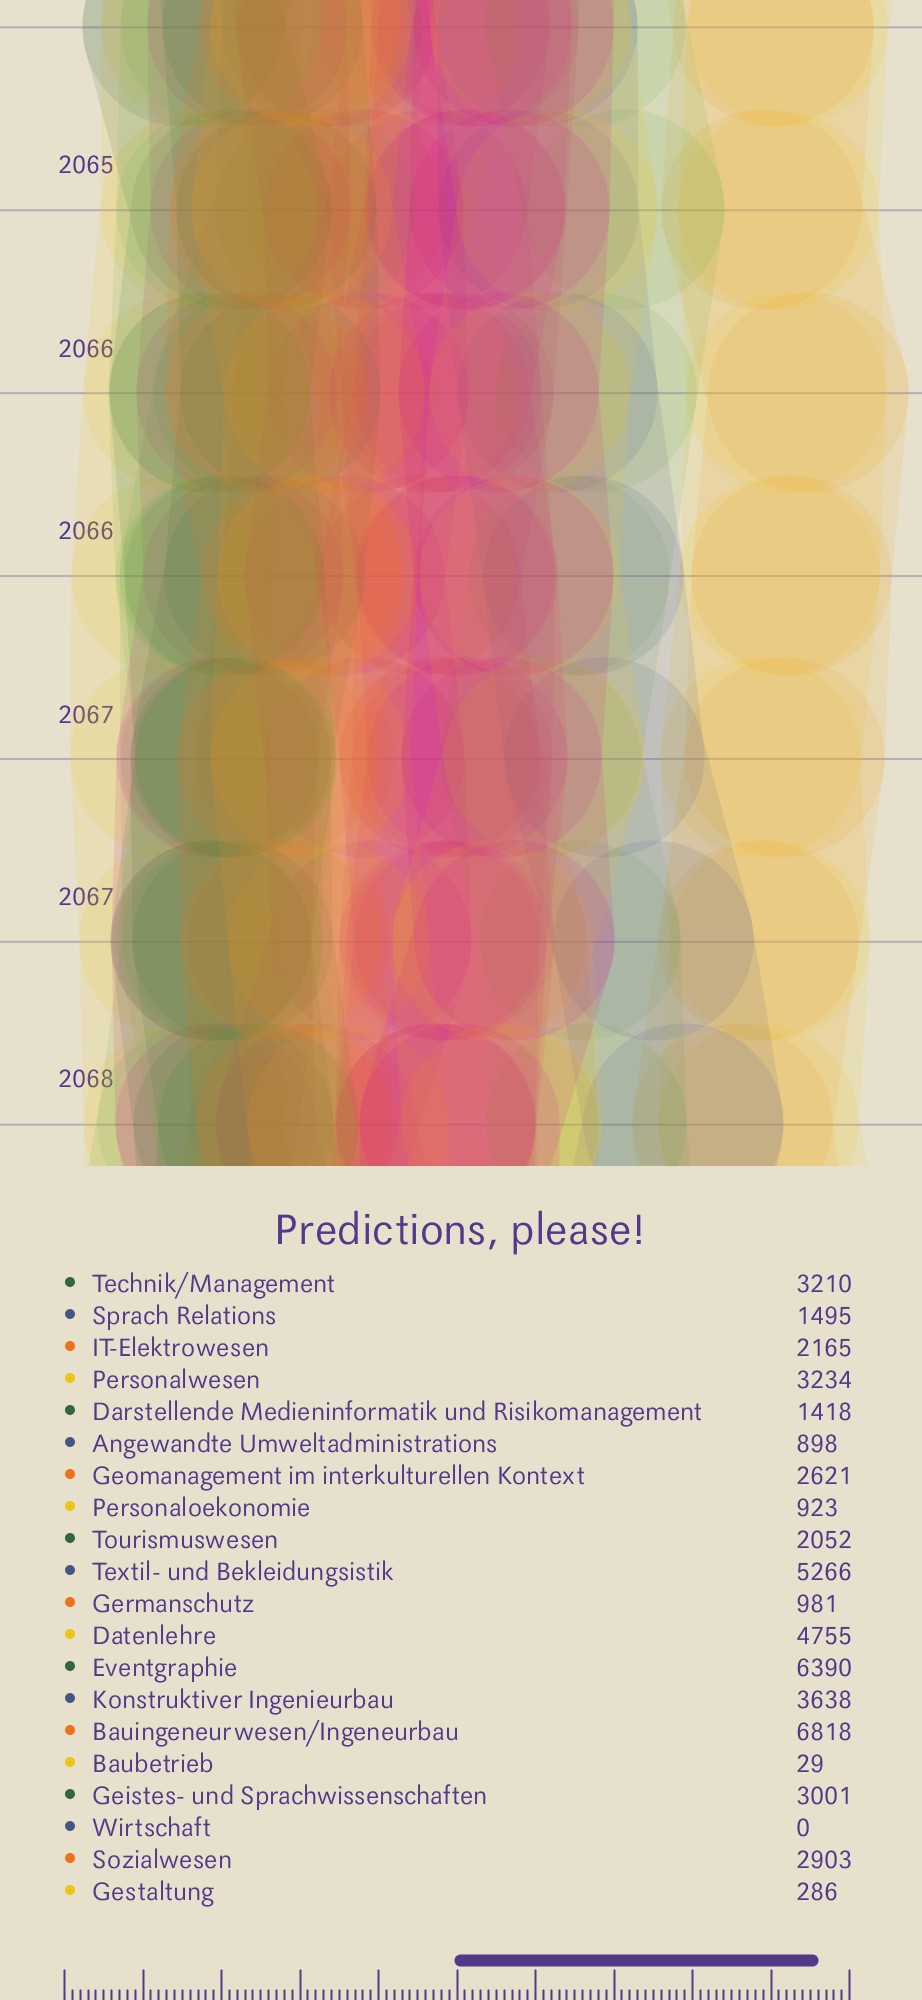 2065
2066
2066
2067
2067
2068
Predictions, please!
Technik/Management 3210
Sprach Relations 1495
IT-Elektrowesen 2165
Personalwesen 3234
Darstellende Medieninformatik und Risikomanagement 1418
Angewandte Umweltadministrations 898
Geomanagement im interkulturellen Kontext 2621
Personaloekonomie 923
Tourismuswesen 2052
Textil- und Bekleidungsistik 5266
Germanschutz 981
Datenlehre 4755
Eventgraphie 6390
Konstruktiver Ingenieurbau 3638
Bauingeneurwesen/Ingeneurbau 6818
Baubetrieb 29
Geistes- und Sprachwissenschaften 3001
Wirtschaft 0
Sozialwesen 2903
Gestaltung 286